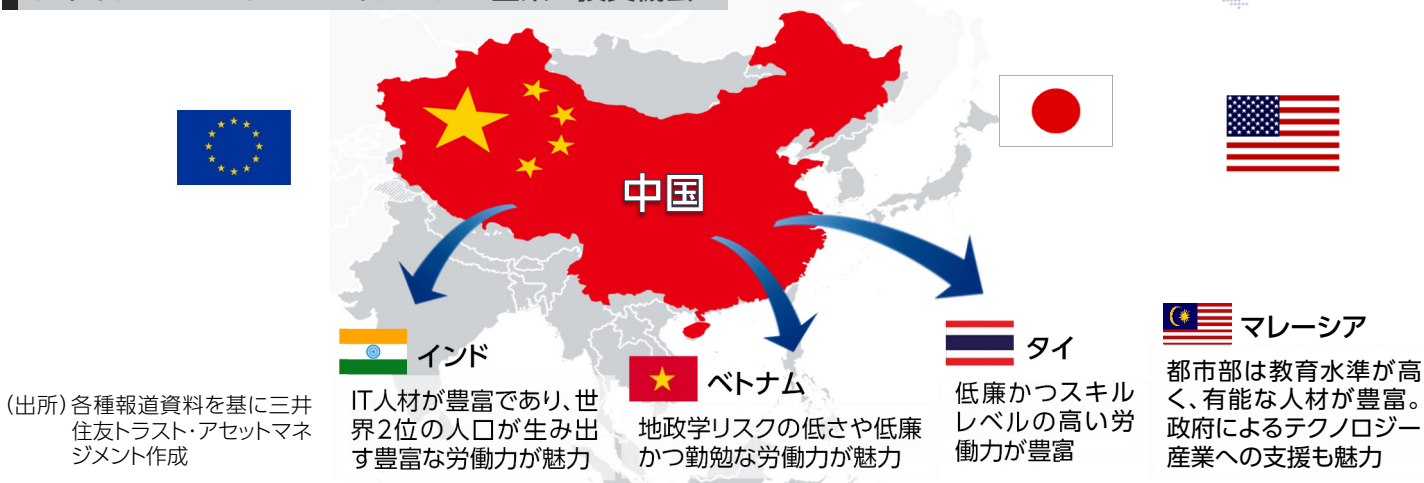 中国
インド
IT人材が豊富であり、世
界2位の人口が生み出
す豊富な労働力が魅力
ベトナム
地政学リスクの低さや低廉
かつ勤勉な労働力が魅力
タイ
低廉かつスキル
レベルの高い労
働力が豊富
マレーシア
都市部は教育水準が高
く、有能な人材が豊富。
政府によるテクノロジー
産業への支援も魅力
(出所)各種報道資料を基に三井
住友トラスト・アセットマネ
ジメント作成